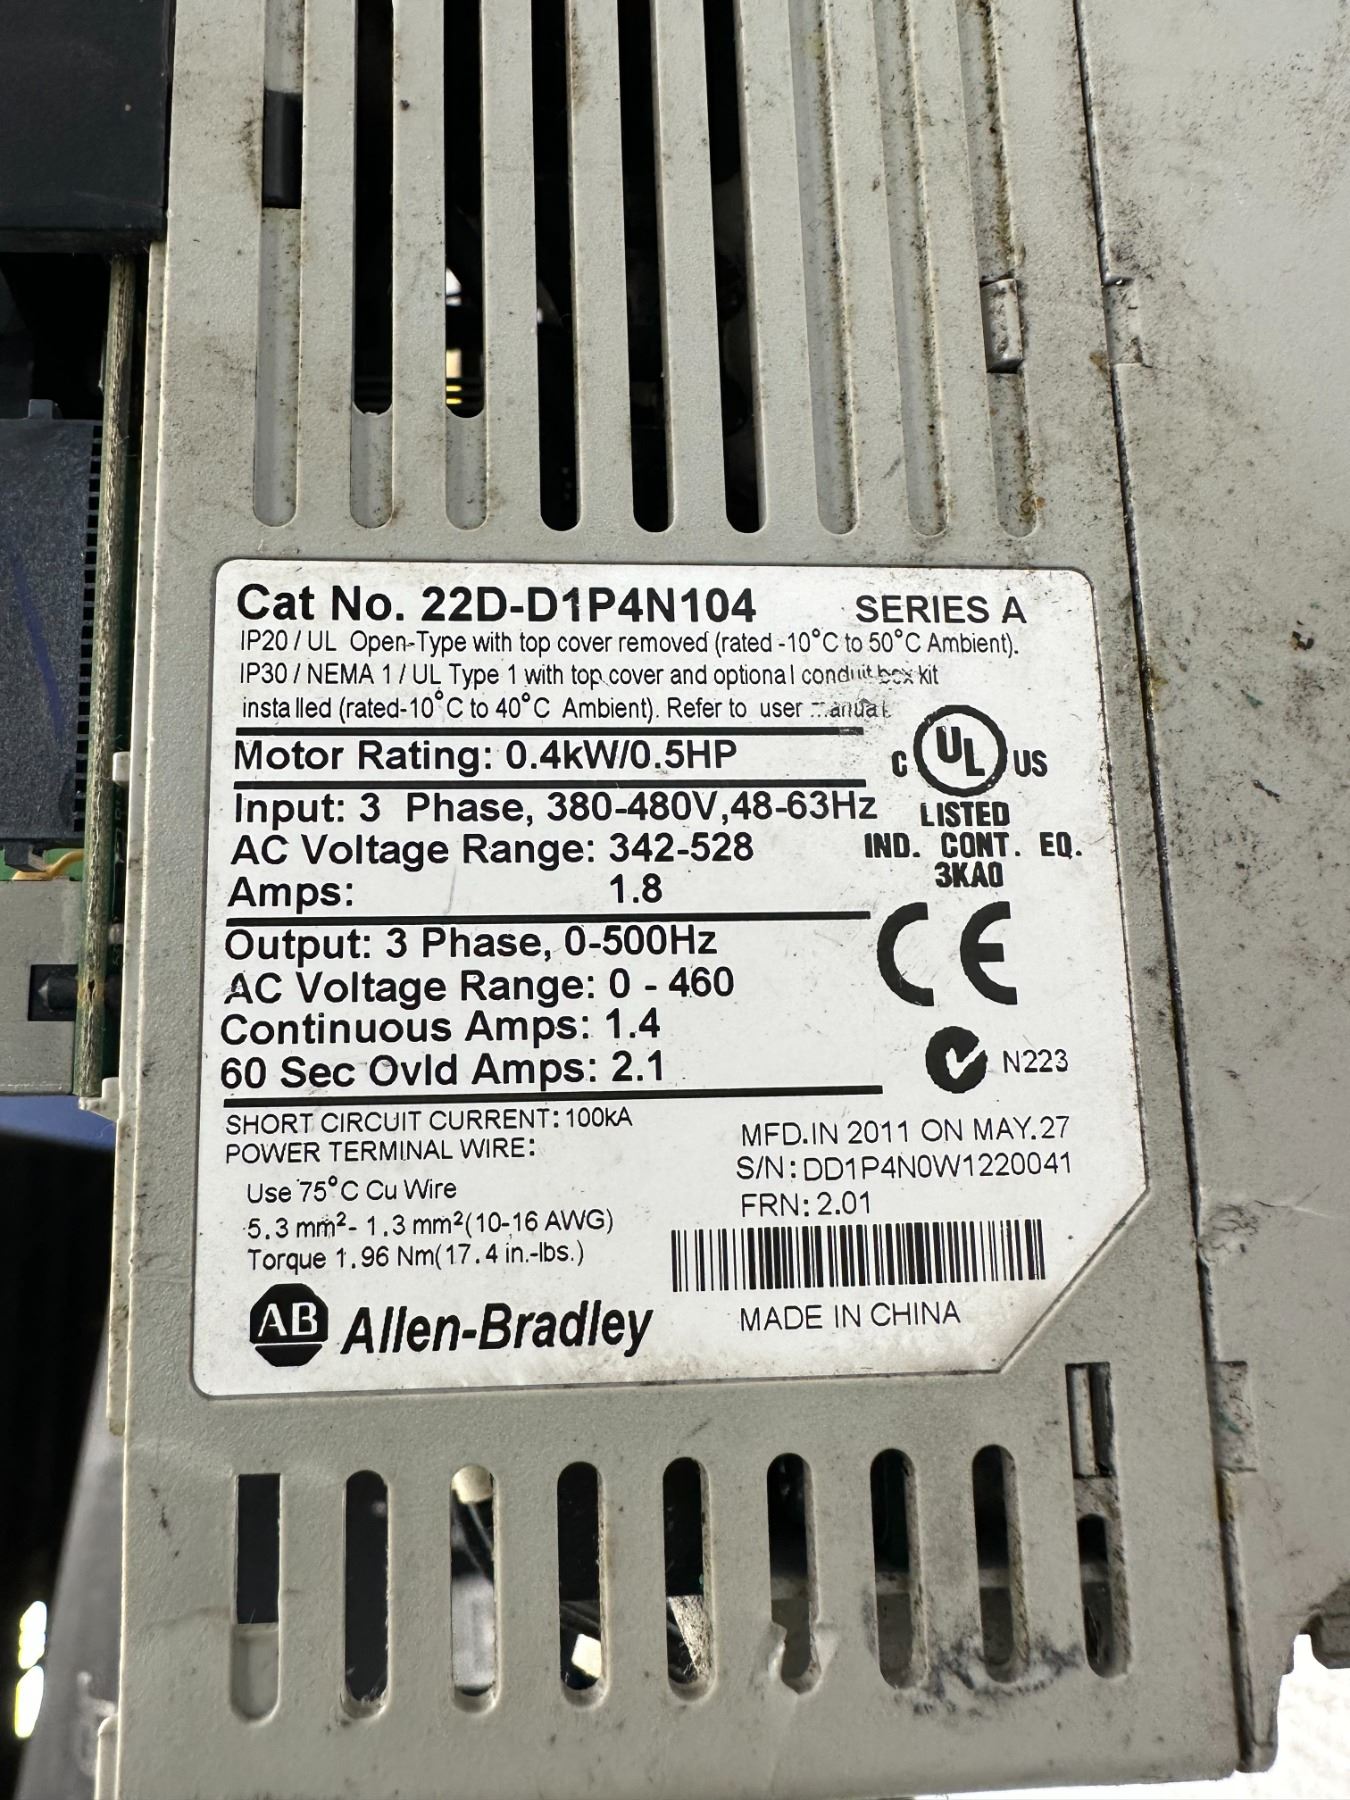 Cat No. 22D-D1P4N104 SERIES A
IP20 / UL Open-Type with top cover removed (rated -10°C to 50°C Ambient).
IP30 / NEMA 1 / UL Type 1 with top cover and optional conduit box kit
installed (rated-10°C to 40°C Ambient). Refer to user manual.
Motor Rating: 0.4kW/0.5HP
C UL US
LISTED
IND. CONT. EQ.
3KA0
Input: 3 Phase, 380-480V,48-63Hz
AC Voltage Range: 342-528
Amps: 1.8
CE
Output: 3 Phase, 0-500Hz
AC Voltage Range: 0 - 460
Continuous Amps: 1.4
60 Sec Ovld Amps: 2.1
N223
SHORT CIRCUIT CURRENT: 100kA
POWER TERMINAL WIRE:
Use 75°C Cu Wire
5.3 mm²- 1.3 mm²(10-16 AWG)
Torque 1.96 Nm(17.4 in.-lbs.)
MFD.IN 2011 ON MAY.27
S/N: DD1P4N0W1220041
FRN: 2.01
AB Allen-Bradley
MADE IN CHINA